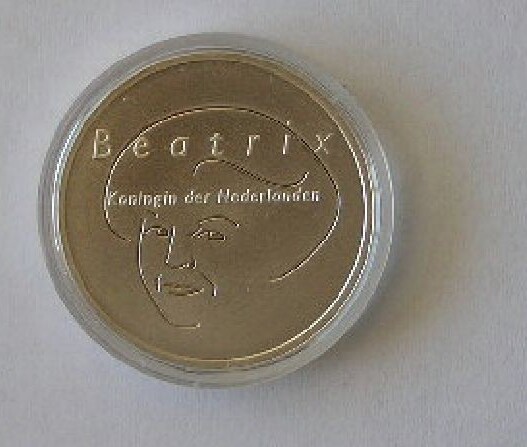 Beatrix
Koningin der Nederlanden